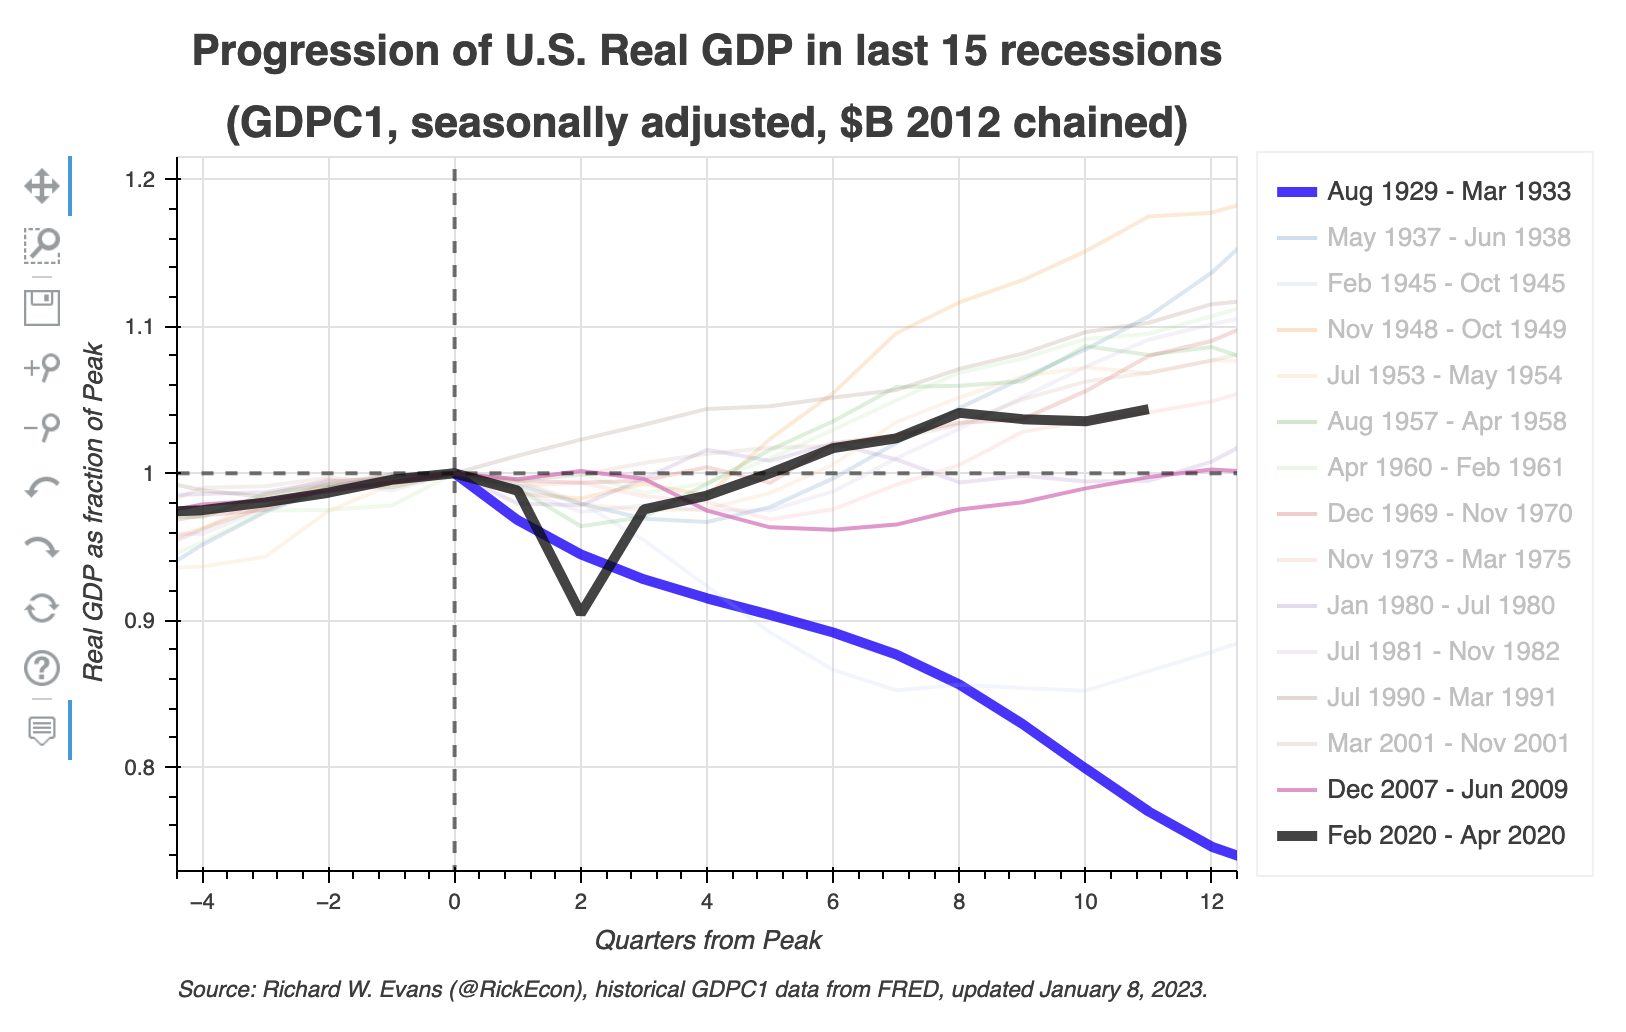 Progression of U.S. Real GDP in last 15 recessions
(GDPC1, seasonally adjusted, $B 2012 chained)
Real GDP as fraction of Peak
1.2
1.1
1
0.9
0.8
−4
−2
0
2
4
6
8
10
12
Quarters from Peak
Aug 1929 - Mar 1933
May 1937 - Jun 1938
Feb 1945 - Oct 1945
Nov 1948 - Oct 1949
Jul 1953 - May 1954
Aug 1957 - Apr 1958
Apr 1960 - Feb 1961
Dec 1969 - Nov 1970
Nov 1973 - Mar 1975
Jan 1980 - Jul 1980
Jul 1981 - Nov 1982
Jul 1990 - Mar 1991
Mar 2001 - Nov 2001
Dec 2007 - Jun 2009
Feb 2020 - Apr 2020
Source: Richard W. Evans (@RickEcon), historical GDPC1 data from FRED, updated January 8, 2023.